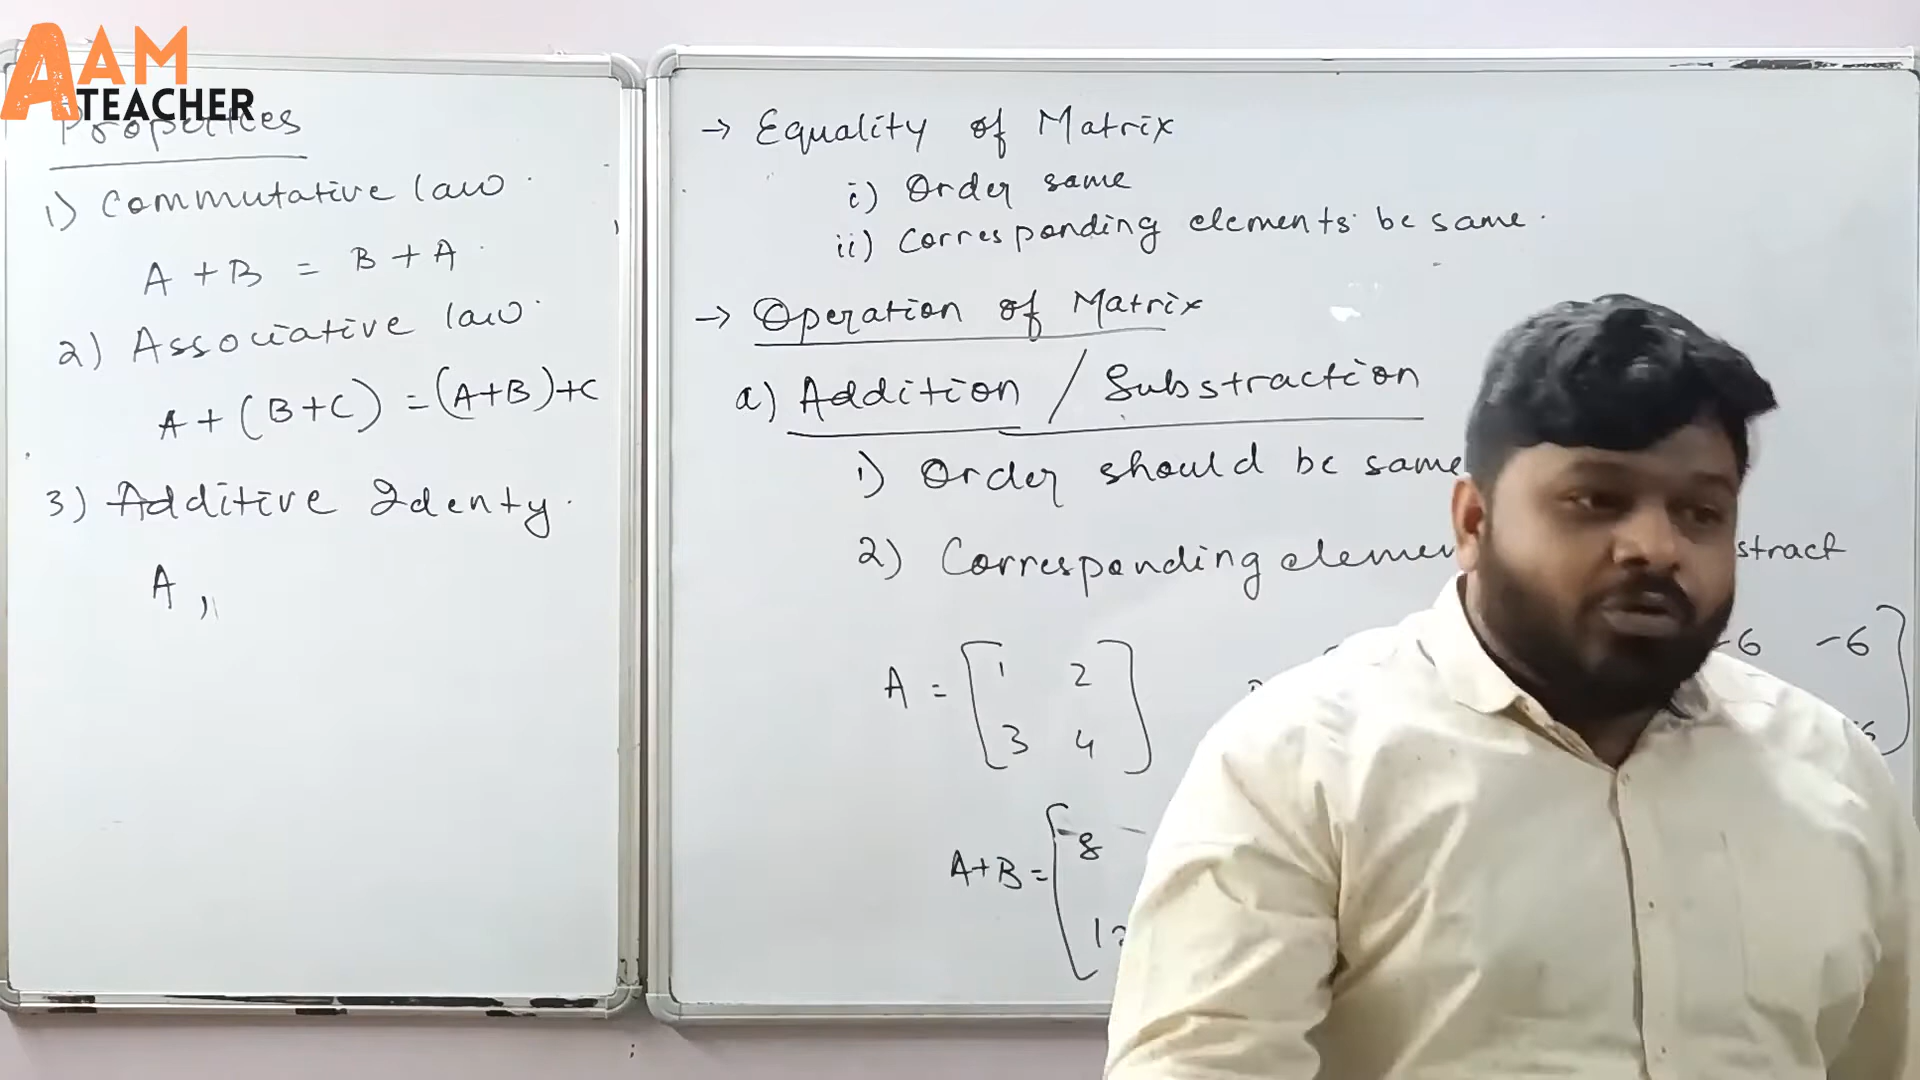 AAM
TEACHER
Properties
1) Commutative law.
A + B = B + A.
2) Associative law.
A + (B+C) = (A+B)+C
3) Additive Identy.
A,
→ Equality of Matrix
i) Order same
ii) Corresponding elements be same.
→ Operation of Matrix
a) Addition / Substraction
1) Order should be same
2) Corresponding elemen stract
A = [ 1 2
3 4 ]
-6 -6 ]
A+B = [ 8
12